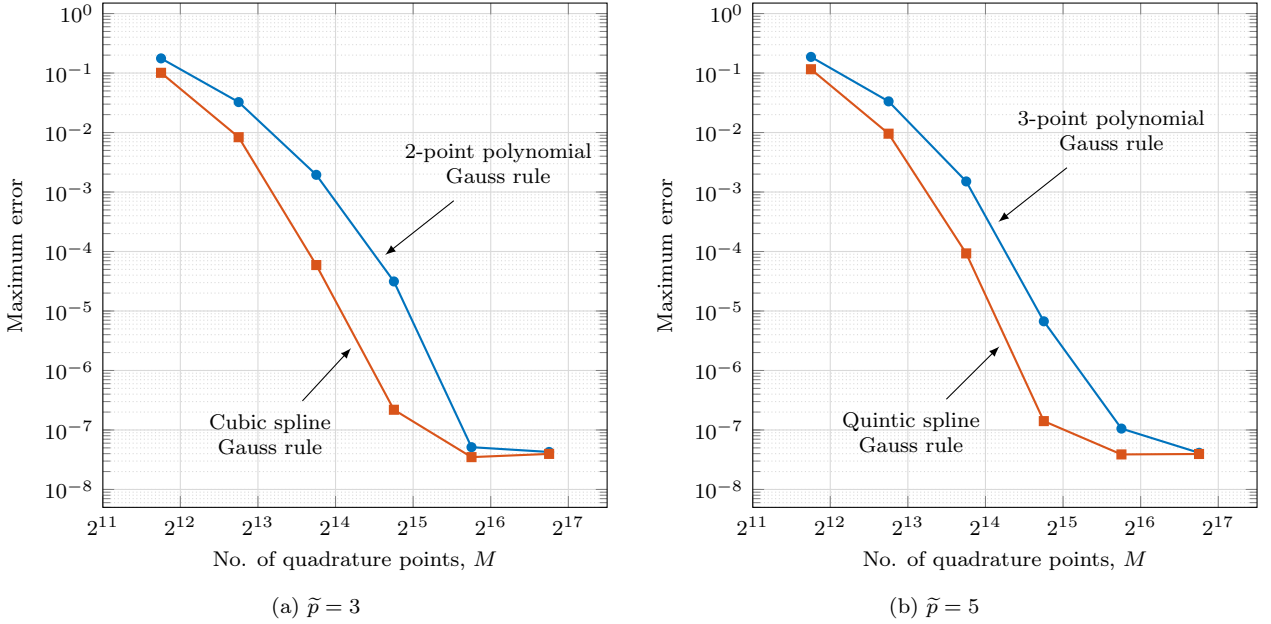 10^0
10^-1
10^-2
10^-3
10^-4
10^-5
10^-6
10^-7
10^-8
Maximum error
2-point polynomial
Gauss rule
Cubic spline
Gauss rule
2^11 2^12 2^13 2^14 2^15 2^16 2^17
No. of quadrature points, M
(a) p̃ = 3
10^0
10^-1
10^-2
10^-3
10^-4
10^-5
10^-6
10^-7
10^-8
Maximum error
3-point polynomial
Gauss rule
Quintic spline
Gauss rule
2^11 2^12 2^13 2^14 2^15 2^16 2^17
No. of quadrature points, M
(b) p̃ = 5